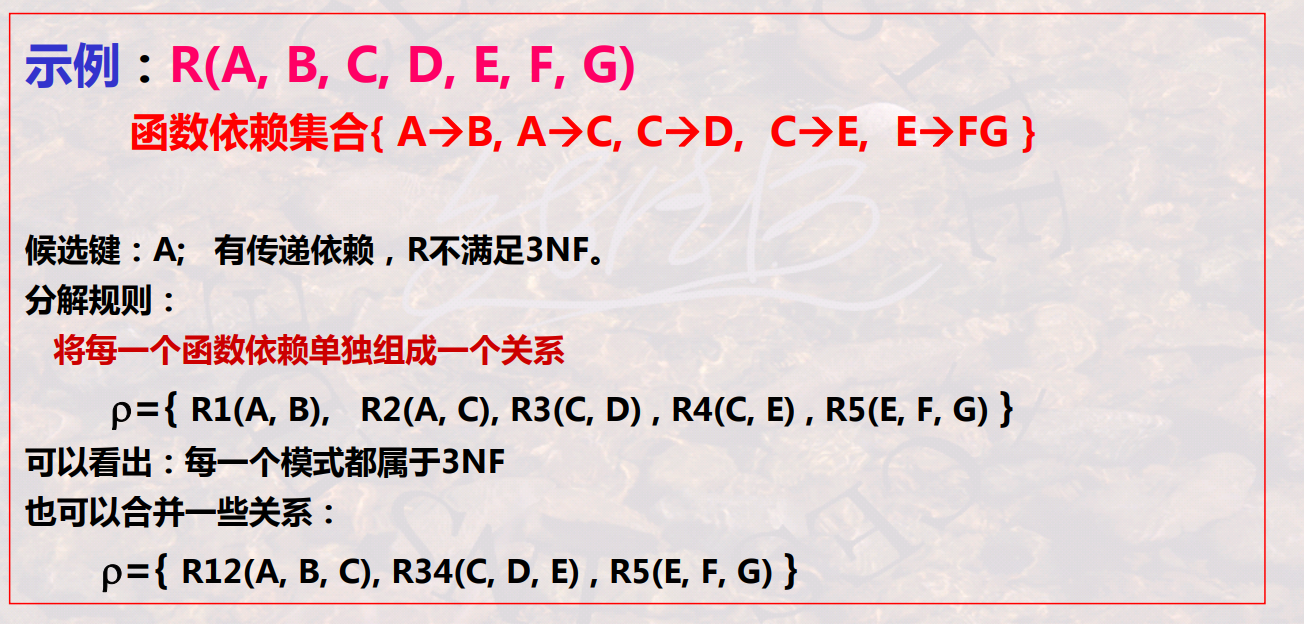 示例：R(A, B, C, D, E, F, G)
函数依赖集合{ A→B, A→C, C→D, C→E, E→FG }
候选键：A; 有传递依赖，R不满足3NF。
分解规则：
将每一个函数依赖单独组成一个关系
ρ={ R1(A, B), R2(A, C), R3(C, D) , R4(C, E) , R5(E, F, G) }
可以看出：每一个模式都属于3NF
也可以合并一些关系：
ρ={ R12(A, B, C), R34(C, D, E) , R5(E, F, G) }